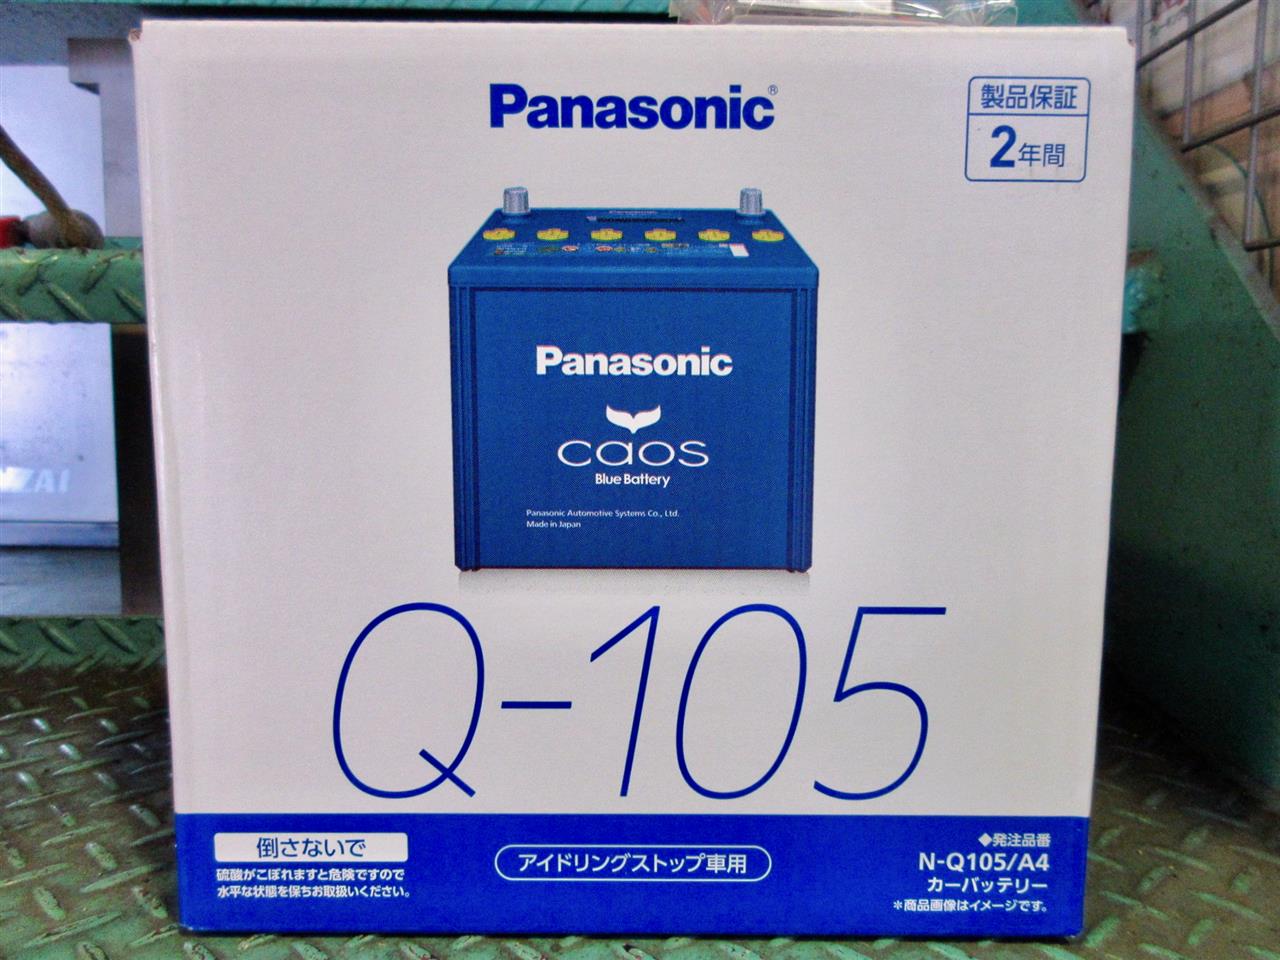 Panasonic®
製品保証
2年間
Panasonic
Panasonic
caos
Blue Battery
Panasonic Automotive Systems Co., Ltd.
Made in Japan
Q-105
倒さないで
硫酸がこぼれますと危険ですので
水平な状態を保ちお取扱いください。
アイドリングストップ車用
◆発注品番
N-Q105/A4
カーバッテリー
*商品画像はイメージです。
ZAI